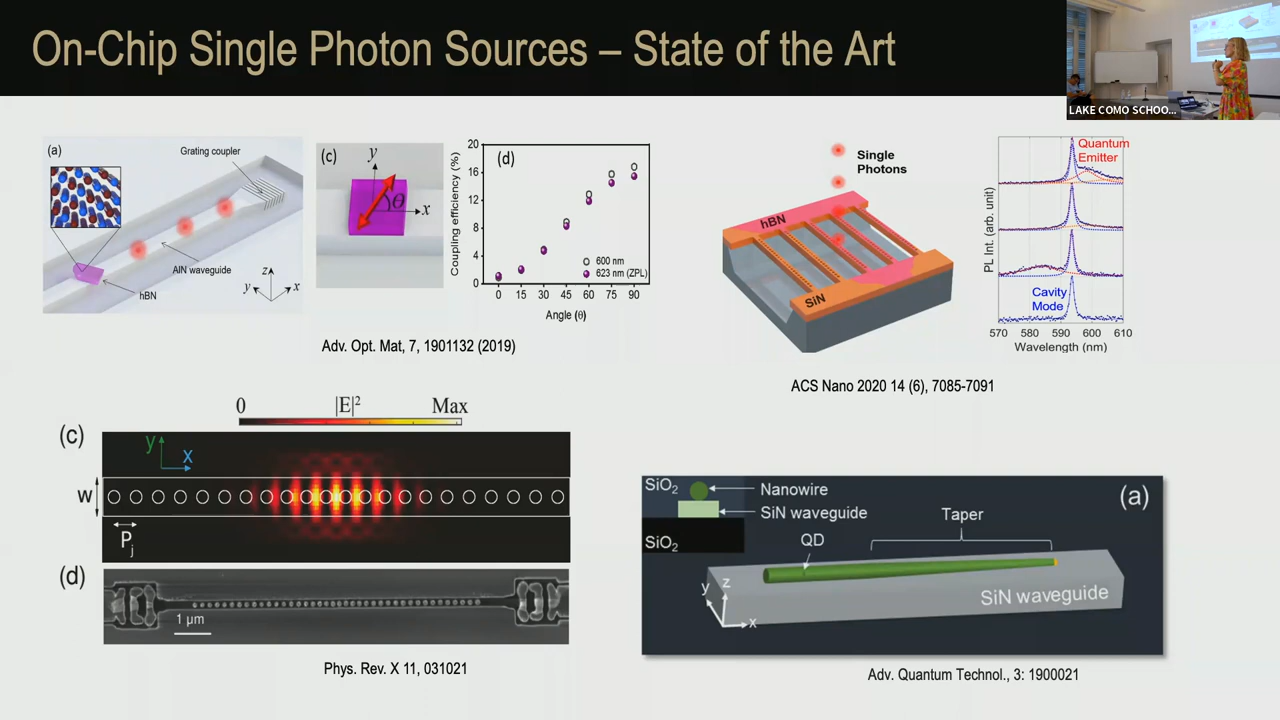 On-Chip Single Photon Sources – State of the Art
LAKE COMO SCHOO...
(a)
Grating coupler
AlN waveguide
hBN
z
y
x
(c)
y
θ
x
Coupling efficiency (%)
20
16
12
8
4
0
(d)
600 nm
623 nm (ZPL)
0 15 30 45 60 75 90
Angle (θ)
Adv. Opt. Mat, 7, 1901132 (2019)
Single
Photons
hBN
SiN
PL Int. (arb. unit)
Quantum
Emitter
Cavity
Mode
570 580 590 600 610
Wavelength (nm)
ACS Nano 2020 14 (6), 7085-7091
0 |E|² Max
(c)
y
x
w
Pj
(d)
1 µm
Phys. Rev. X 11, 031021
SiO₂
Nanowire
SiN waveguide
SiO₂
(a)
Taper
QD
y
z
x
SiN waveguide
Adv. Quantum Technol., 3: 1900021